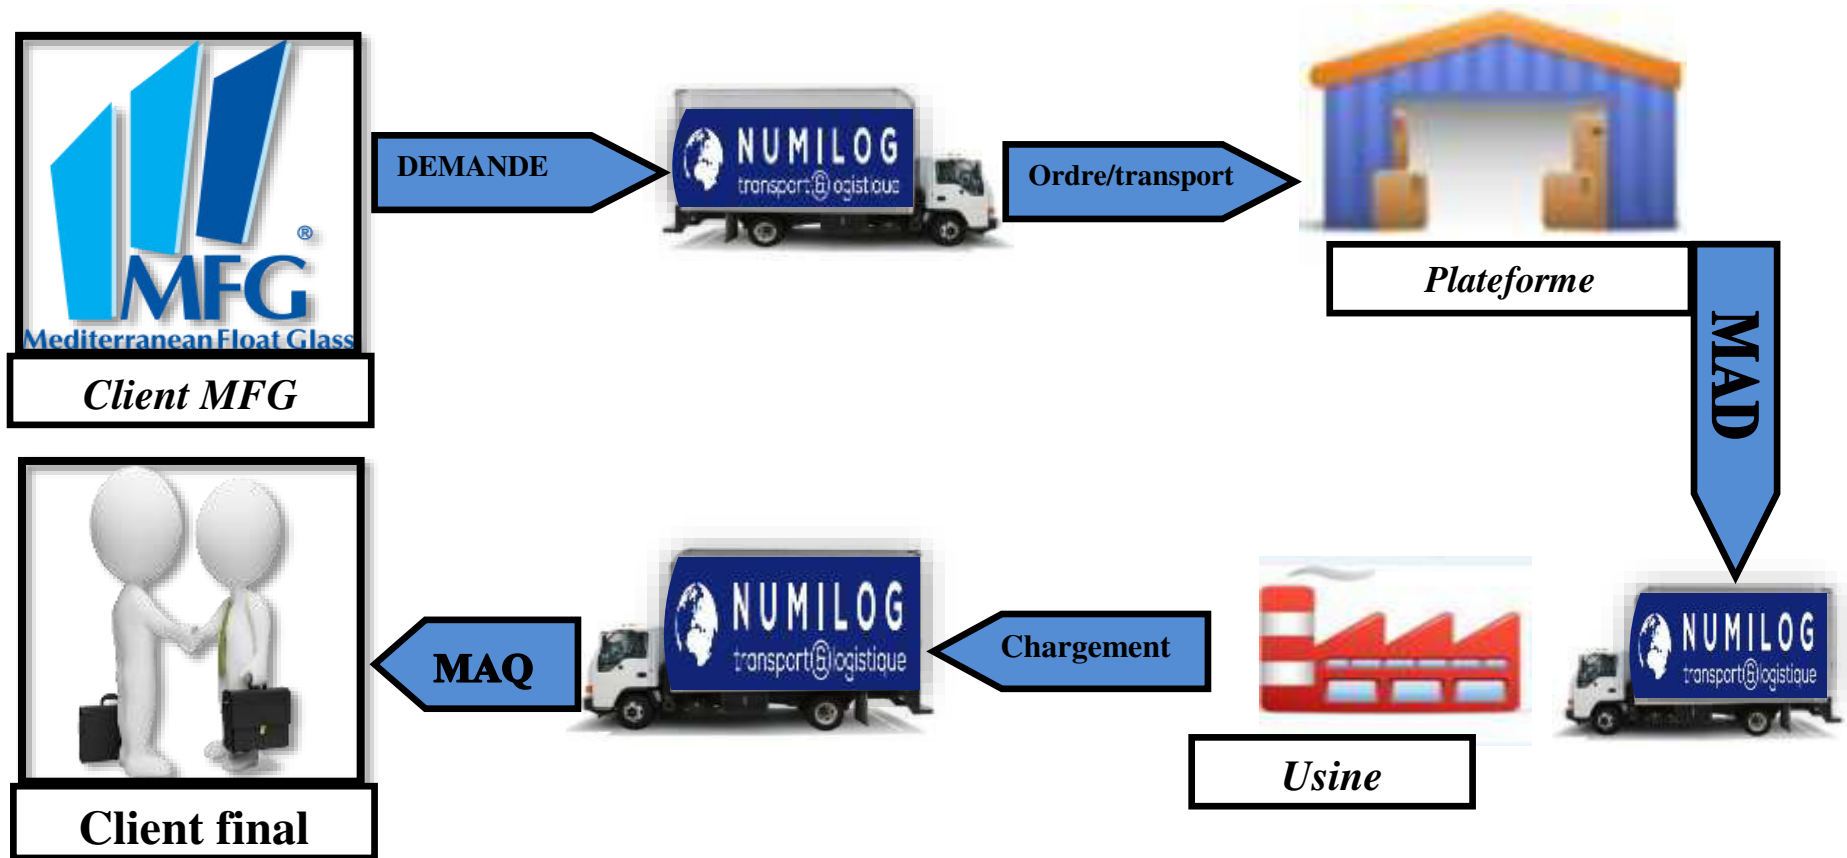 MFG
®
Mediterranean Float Glass
Client MFG
DEMANDE
NUMILOG
transport&ogistique
Ordre/transport
Plateforme
MAD
NUMILOG
transport&logistique
Usine
Chargement
NUMILOG
transport&logistique
MAQ
Client final